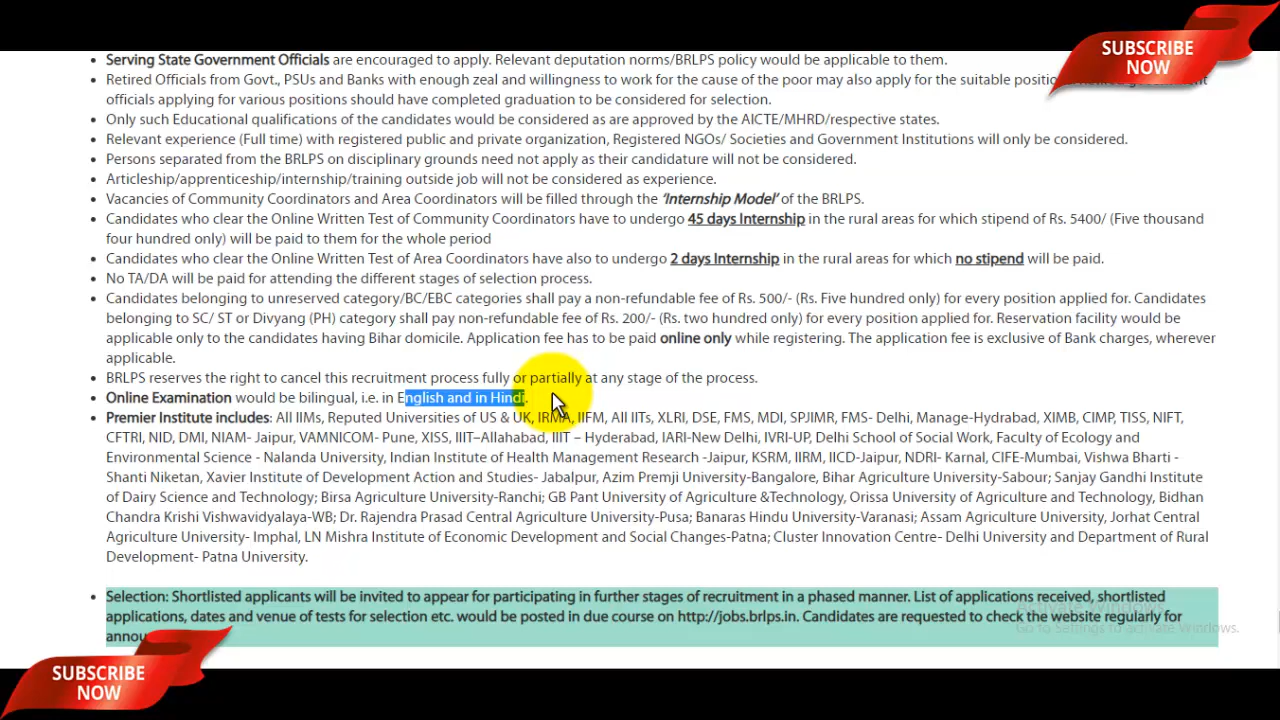 SUBSCRIBE
NOW
Serving State Government Officials are encouraged to apply. Relevant deputation norms/BRLPS policy would be applicable to them.
Retired Officials from Govt., PSUs and Banks with enough zeal and willingness to work for the cause of the poor may also apply for the suitable
officials applying for various positions should have completed graduation to be considered for selection.
Only such Educational qualifications of the candidates would be considered as are approved by the AICTE/MHRD/respective states.
Relevant experience (Full time) with registered public and private organization, Registered NGOs/ Societies and Government Institutions will only be considered.
Persons separated from the BRLPS on disciplinary grounds need not apply as their candidature will not be considered.
Articleship/apprenticeship/internship/training outside job will not be considered as experience.
Vacancies of Community Coordinators and Area Coordinators will be filled through the 'Internship Model' of the BRLPS.
Candidates who clear the Online Written Test of Community Coordinators have to undergo 45 days Internship in the rural areas for which stipend of Rs. 5400/ (Five thousand
four hundred only) will be paid to them for the whole period
Candidates who clear the Online Written Test of Area Coordinators have also to undergo 2 days Internship in the rural areas for which no stipend will be paid.
No TA/DA will be paid for attending the different stages of selection process.
Candidates belonging to unreserved category/BC/EBC categories shall pay a non-refundable fee of Rs. 500/- (Rs. Five hundred only) for every position applied for. Candidates
belonging to SC/ ST or Divyang (PH) category shall pay non-refundable fee of Rs. 200/- (Rs. two hundred only) for every position applied for. Reservation facility would be
applicable only to the candidates having Bihar domicile. Application fee has to be paid online only while registering. The application fee is exclusive of Bank charges, wherever
applicable.
BRLPS reserves the right to cancel this recruitment process fully or partially at any stage of the process.
Online Examination would be bilingual, i.e. in English and in Hindi.
Premier Institute includes: All IIMs, Reputed Universities of US & UK, IRMA, IIFM, All IITs, XLRI, DSE, FMS, MDI, SPJIMR, FMS- Delhi, Manage-Hydrabad, XIMB, CIMP, TISS, NIFT,
CFTRI, NID, DMI, NIAM- Jaipur, VAMNICOM- Pune, XISS, IIIT–Allahabad, IIIT – Hyderabad, IARI-New Delhi, IVRI-UP, Delhi School of Social Work, Faculty of Ecology and
Environmental Science - Nalanda University, Indian Institute of Health Management Research -Jaipur, KSRM, IIRM, IICD-Jaipur, NDRI- Karnal, CIFE-Mumbai, Vishwa Bharti -
Shanti Niketan, Xavier Institute of Development Action and Studies- Jabalpur, Azim Premji University-Bangalore, Bihar Agriculture University-Sabour; Sanjay Gandhi Institute
of Dairy Science and Technology; Birsa Agriculture University-Ranchi; GB Pant University of Agriculture &Technology, Orissa University of Agriculture and Technology, Bidhan
Chandra Krishi Vishwavidyalaya-WB; Dr. Rajendra Prasad Central Agriculture University-Pusa; Banaras Hindu University-Varanasi; Assam Agriculture University, Jorhat Central
Agriculture University- Imphal, LN Mishra Institute of Economic Development and Social Changes-Patna; Cluster Innovation Centre- Delhi University and Department of Rural
Development- Patna University.
Selection: Shortlisted applicants will be invited to appear for participating in further stages of recruitment in a phased manner. List of applications received, shortlisted
applications, dates and venue of tests for selection etc. would be posted in due course on http://jobs.brlps.in. Candidates are requested to check the website regularly for
Activate Windows
Go to Settings to activate Windows.
SUBSCRIBE
NOW